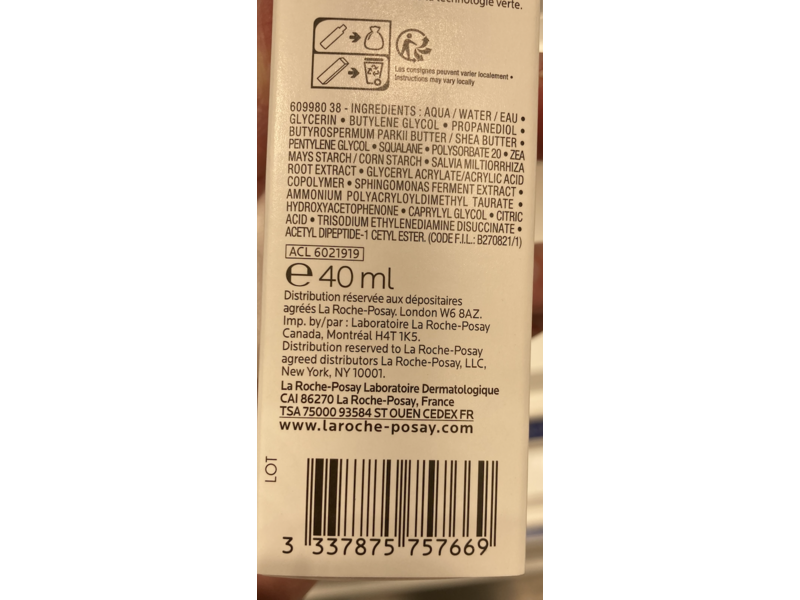 technologie verte.
Les consignes peuvent varier localement •
Instructions may vary locally
609980 38 - INGREDIENTS : AQUA / WATER / EAU •
GLYCERIN • BUTYLENE GLYCOL • PROPANEDIOL •
BUTYROSPERMUM PARKII BUTTER / SHEA BUTTER •
PENTYLENE GLYCOL • SQUALANE • POLYSORBATE 20 • ZEA
MAYS STARCH / CORN STARCH • SALVIA MILTIORRHIZA
ROOT EXTRACT • GLYCERYL ACRYLATE/ACRYLIC ACID
COPOLYMER • SPHINGOMONAS FERMENT EXTRACT •
AMMONIUM POLYACRYLOYLDIMETHYL TAURATE •
HYDROXYACETOPHENONE • CAPRYLYL GLYCOL • CITRIC
ACID • TRISODIUM ETHYLENEDIAMINE DISUCCINATE •
ACETYL DIPEPTIDE-1 CETYL ESTER. (CODE F.I.L.: B270821/1)
ACL 6021919
e 40 ml
Distribution réservée aux dépositaires
agréés La Roche-Posay. London W6 8AZ.
Imp. by/par : Laboratoire La Roche-Posay
Canada, Montréal H4T 1K5.
Distribution reserved to La Roche-Posay
agreed distributors La Roche-Posay, LLC,
New York, NY 10001.
La Roche-Posay Laboratoire Dermatologique
CAI 86270 La Roche-Posay, France
TSA 75000 93584 ST OUEN CEDEX FR
www.laroche-posay.com
LOT
3 337875 757669